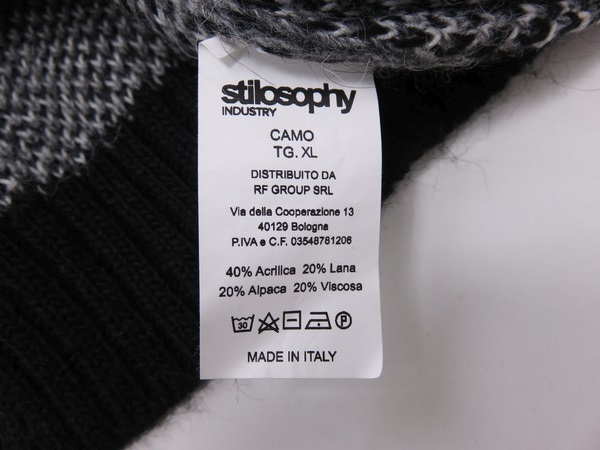 stilosophy
INDUSTRY
CAMO
TG. XL
DISTRIBUITO DA
RF GROUP SRL
Via della Cooperazione 13
40129 Bologna
P.IVA e C.F. 03548781206
40% Acrilica 20% Lana
20% Alpaca 20% Viscosa
30 P
MADE IN ITALY